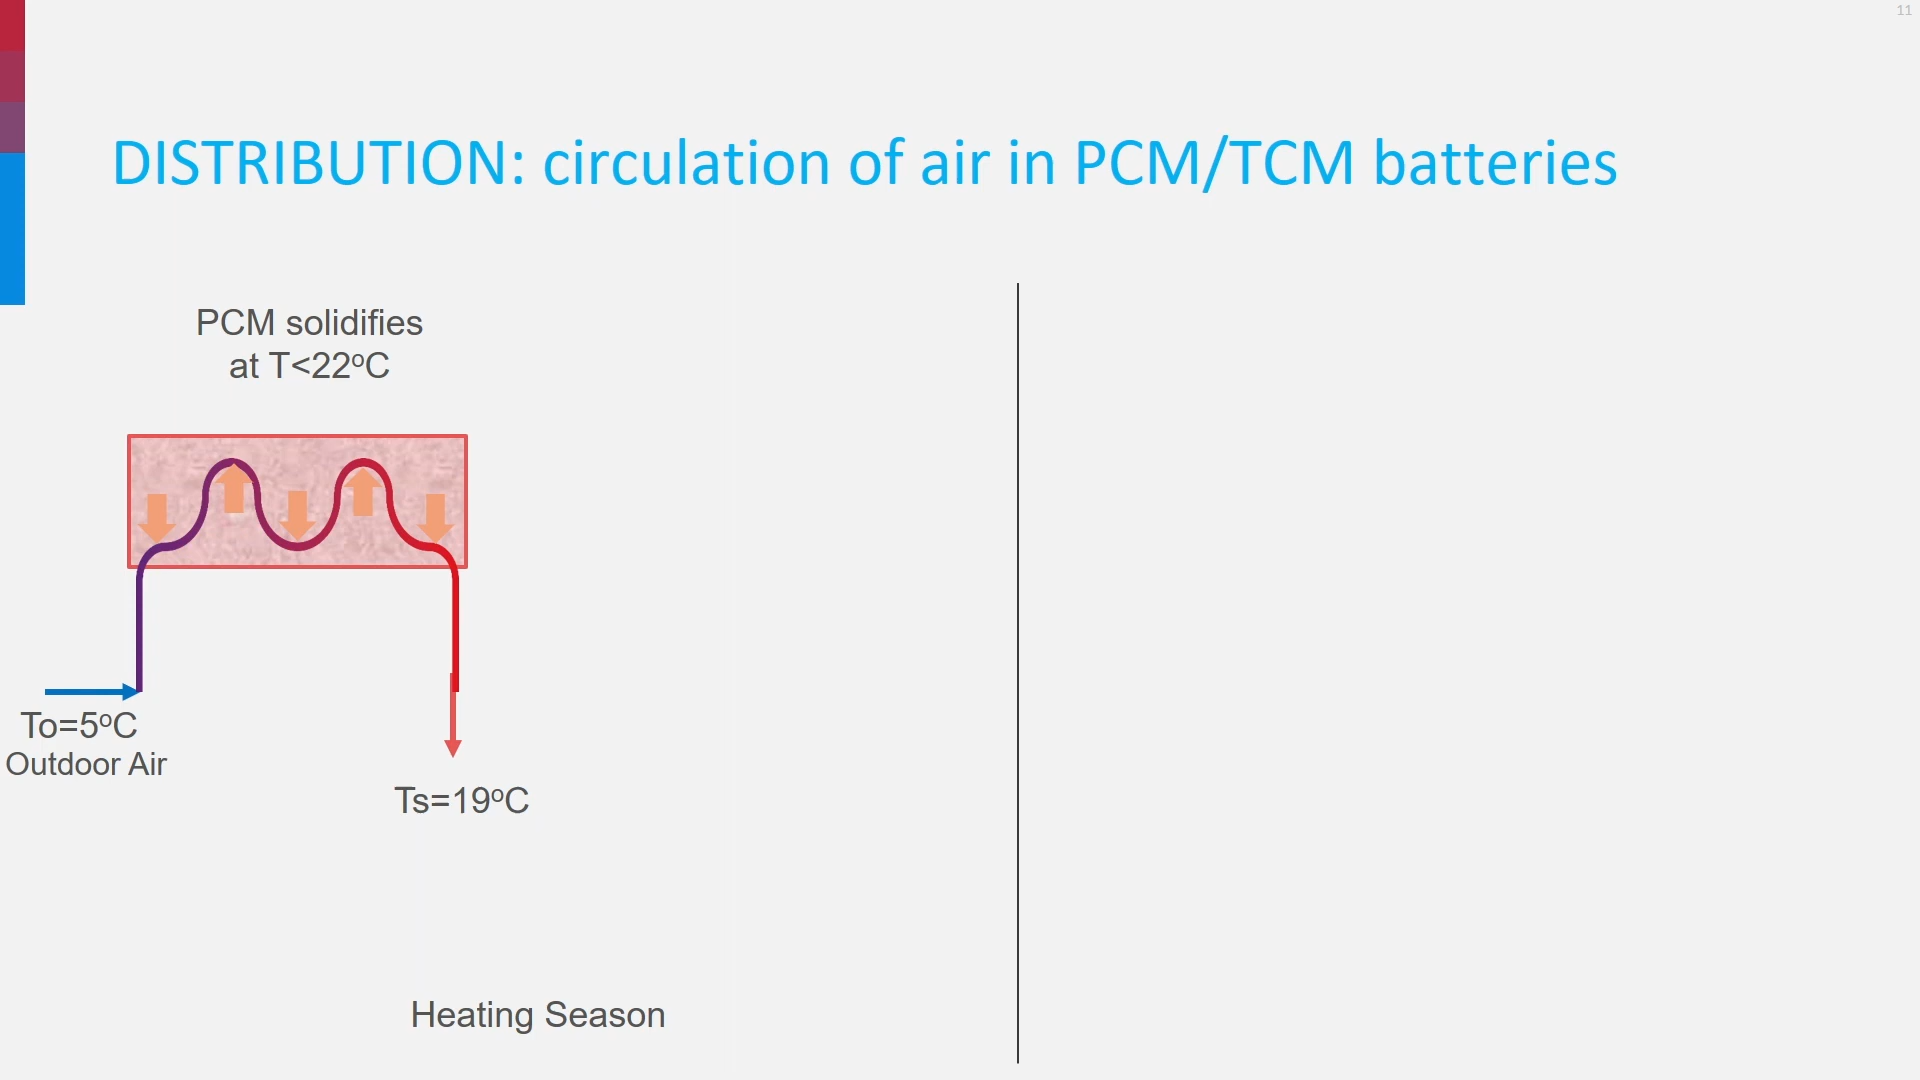 11
DISTRIBUTION: circulation of air in PCM/TCM batteries
PCM solidifies
at T<22ºC
To=5ºC
Outdoor Air
Ts=19ºC
Heating Season